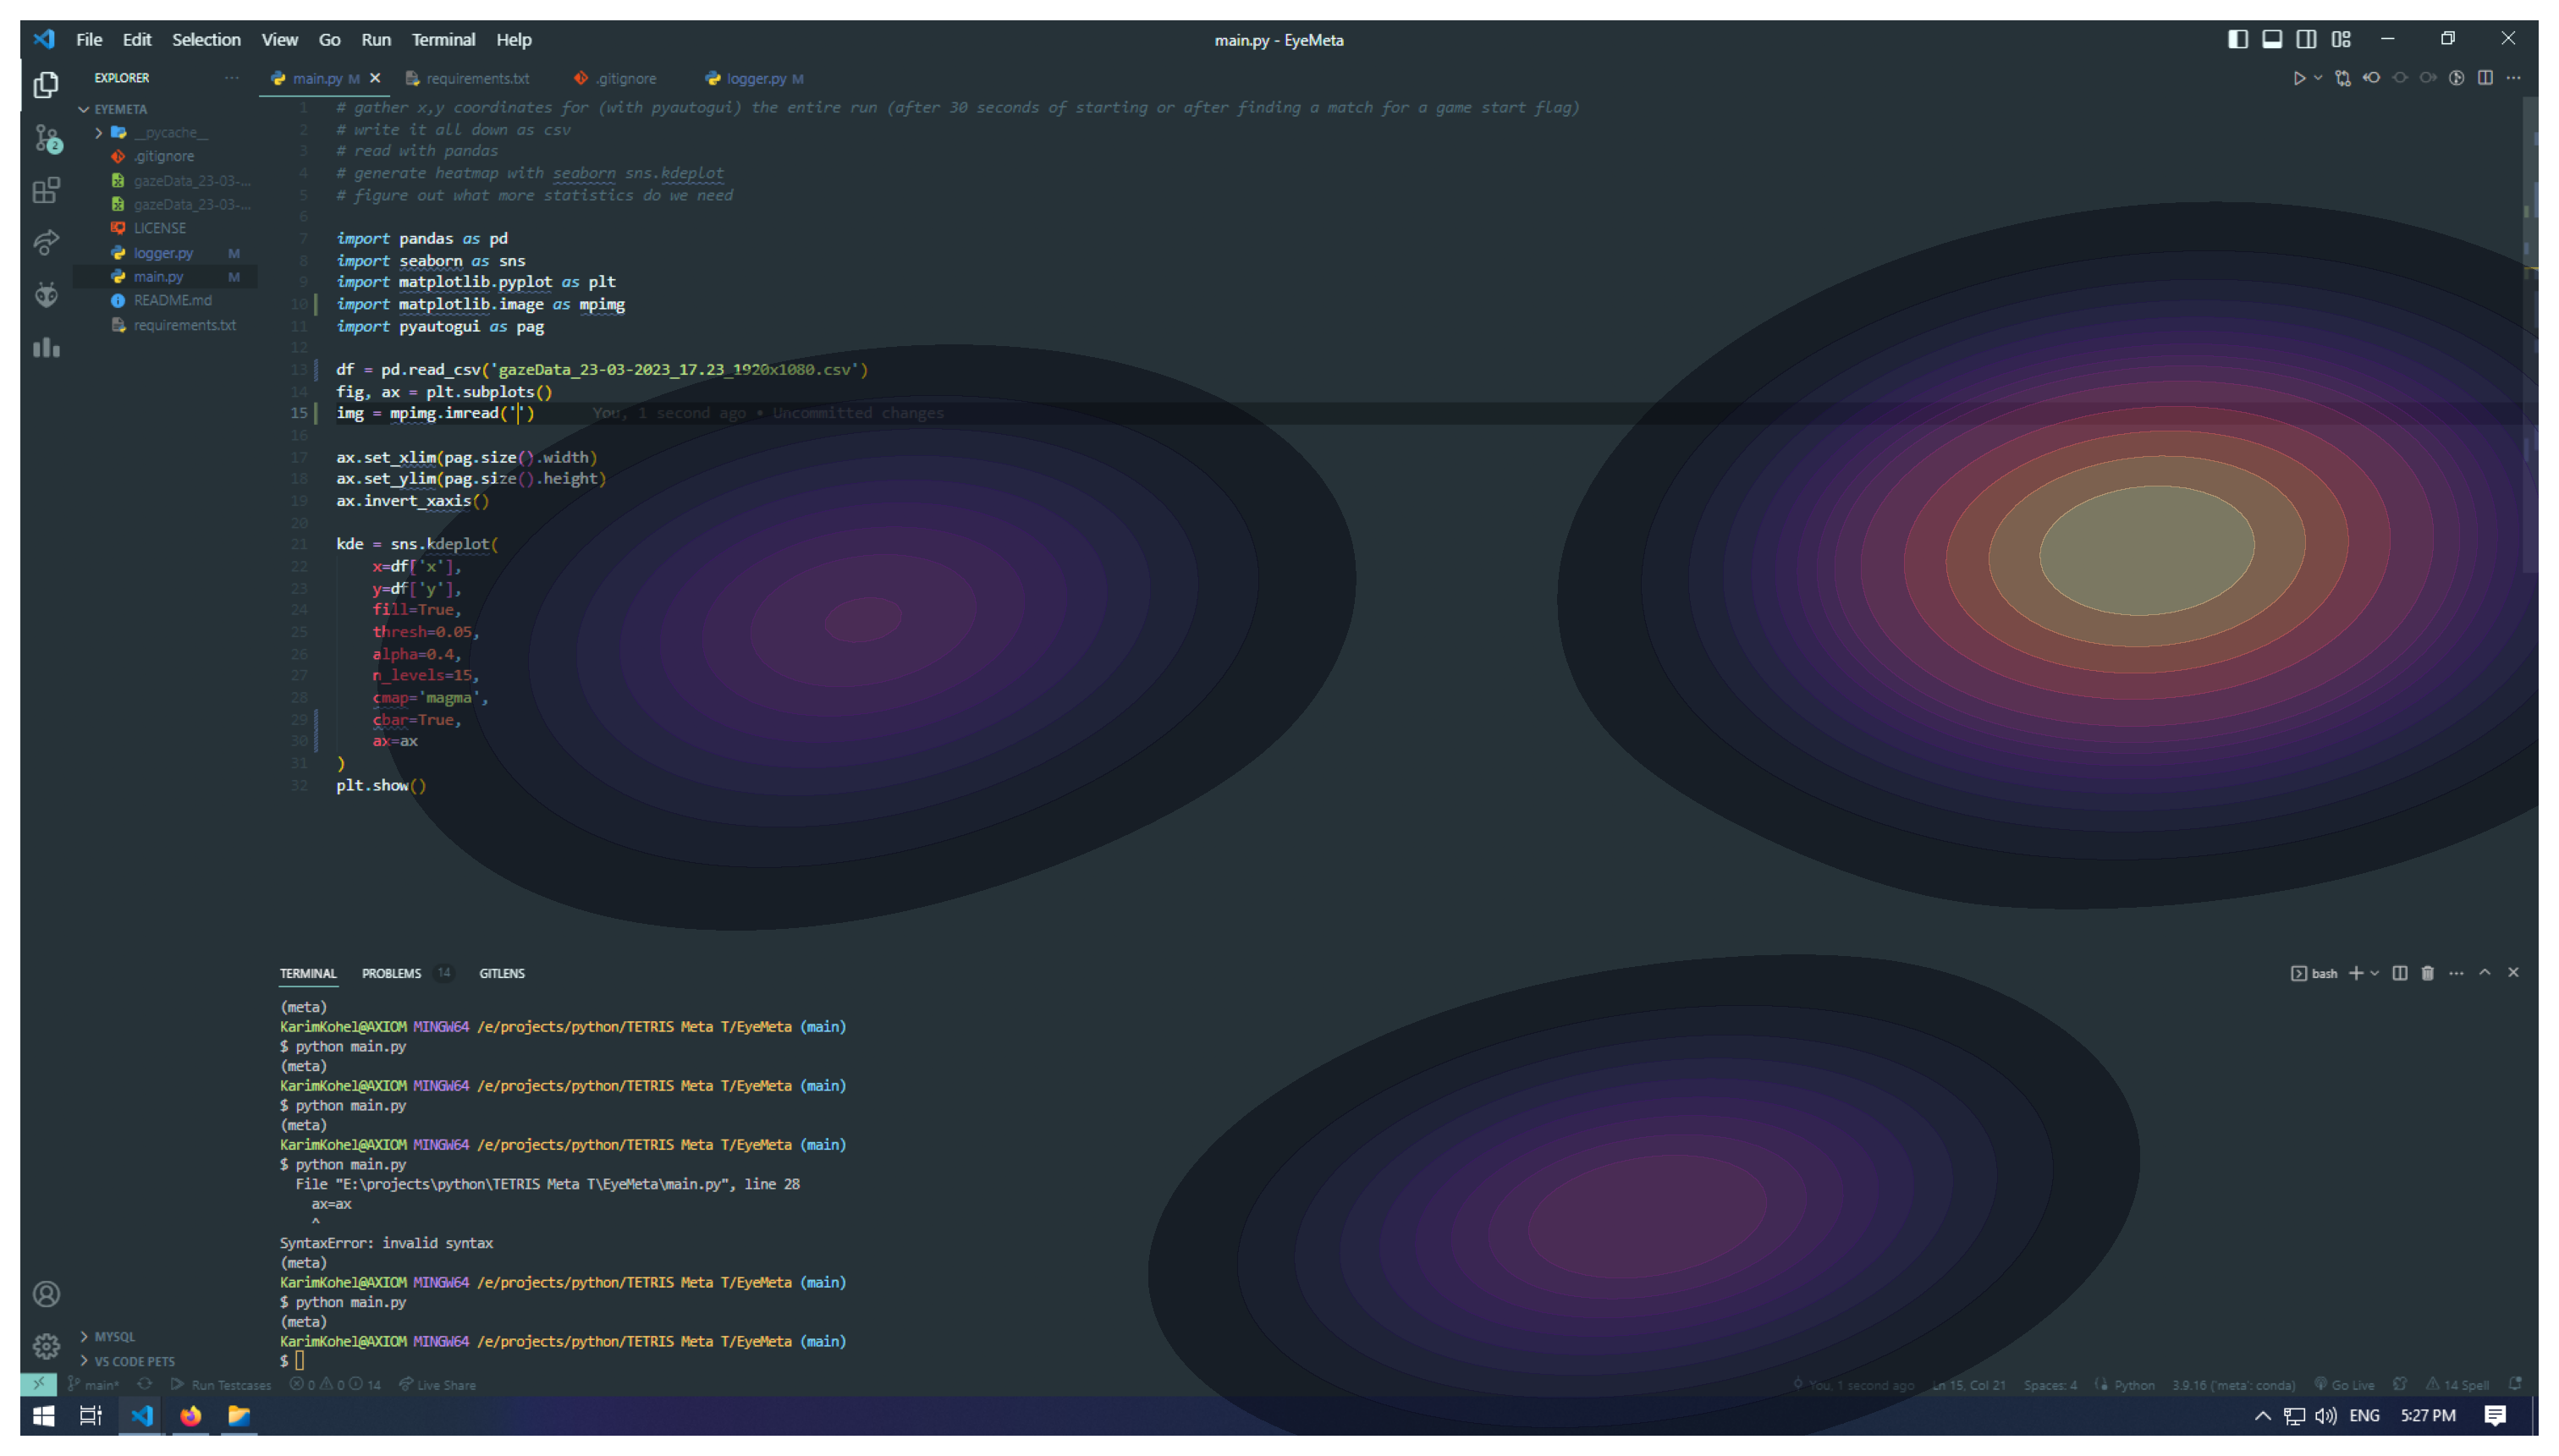 File Edit Selection View Go Run Terminal Help
main.py - EyeMeta
EXPLORER ...
main.py M
requirements.txt
.gitignore
logger.py M
EYEMETA
__pycache__
.gitignore
gazeData_23-03-...
gazeData_23-03-...
LICENSE
logger.py M
main.py M
README.md
requirements.txt
2
1 # gather x,y coordinates for (with pyautogui) the entire run (after 30 seconds of starting or after finding a match for a game start flag)
2 # write it all down as csv
3 # read with pandas
4 # generate heatmap with seaborn sns.kdeplot
5 # figure out what more statistics do we need
6
7 import pandas as pd
8 import seaborn as sns
9 import matplotlib.pyplot as plt
10 import matplotlib.image as mpimg
11 import pyautogui as pag
12
13 df = pd.read_csv('gazeData_23-03-2023_17.23_1920x1080.csv')
14 fig, ax = plt.subplots()
15 img = mpimg.imread('') You, 1 second ago • Uncommitted changes
16
17 ax.set_xlim(pag.size().width)
18 ax.set_ylim(pag.size().height)
19 ax.invert_xaxis()
20
21 kde = sns.kdeplot(
22 x=df['x'],
23 y=df['y'],
24 fill=True,
25 thresh=0.05,
26 alpha=0.4,
27 n_levels=15,
28 cmap='magma',
29 cbar=True,
30 ax=ax
31 )
32 plt.show()
TERMINAL PROBLEMS 14 GITLENS
bash
(meta)
KarimKohel@AXIOM MINGW64 /e/projects/python/TETRIS Meta T/EyeMeta (main)
$ python main.py
(meta)
KarimKohel@AXIOM MINGW64 /e/projects/python/TETRIS Meta T/EyeMeta (main)
$ python main.py
(meta)
KarimKohel@AXIOM MINGW64 /e/projects/python/TETRIS Meta T/EyeMeta (main)
$ python main.py
File "E:\projects\python\TETRIS Meta T\EyeMeta\main.py", line 28
ax=ax
^
SyntaxError: invalid syntax
(meta)
KarimKohel@AXIOM MINGW64 /e/projects/python/TETRIS Meta T/EyeMeta (main)
$ python main.py
(meta)
KarimKohel@AXIOM MINGW64 /e/projects/python/TETRIS Meta T/EyeMeta (main)
$
MYSQL
VS CODE PETS
main* Run Testcases 0 0 14 Live Share
You, 1 second ago Ln 15, Col 21 Spaces: 4 Python 3.9.16 ('meta': conda) Go Live 14 Spell
ENG 5:27 PM